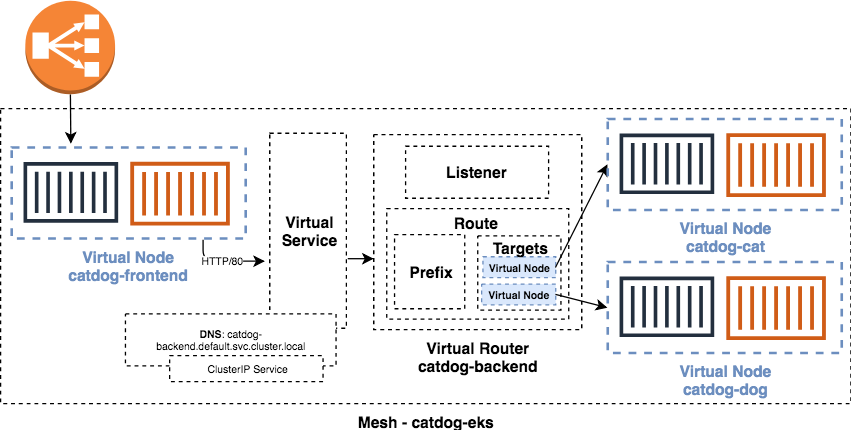 Virtual Node
catdog-frontend
HTTP/80
Virtual
Service
DNS: catdog-
backend.default.svc.cluster.local
ClusterIP Service
Listener
Route
Prefix
Targets
Virtual Node
Virtual Node
Virtual Router
catdog-backend
Virtual Node
catdog-cat
Virtual Node
catdog-dog
Mesh - catdog-eks